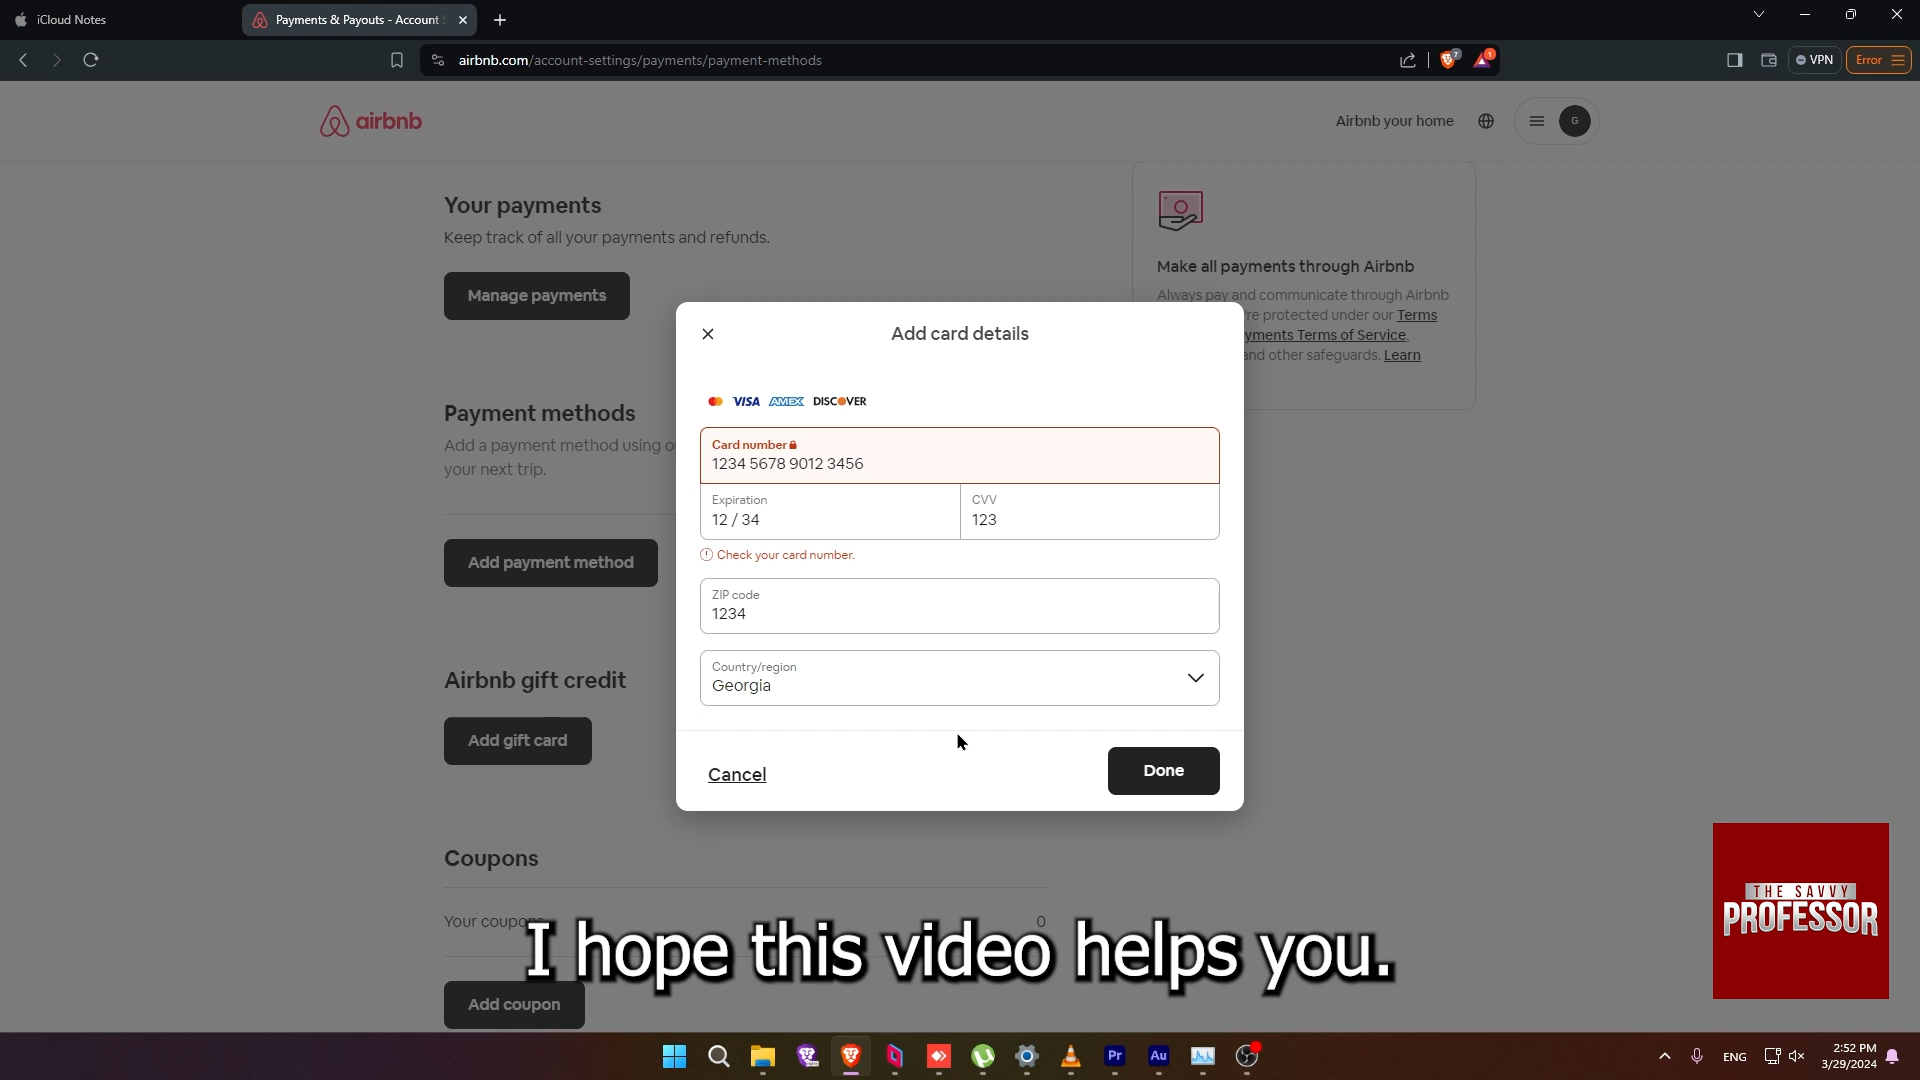 iCloud Notes
Payments & Payouts - Account
airbnb.com/account-settings/payments/payment-methods
7
1
VPN
Error
airbnb
Airbnb your home
G
Your payments
Keep track of all your payments and refunds.
Manage payments
Make all payments through Airbnb
Always pay and communicate through Airbnb
're protected under our Terms
yments Terms of Service,
and other safeguards. Learn
Payment methods
Add a payment method using
your next trip.
Add payment method
Airbnb gift credit
Add gift card
Coupons
Your coupons
0
Add coupon
Add card details
VISA AMEX DISCOVER
Card number
1234 5678 9012 3456
Expiration
12 / 34
CVV
123
Check your card number.
ZIP code
1234
Country/region
Georgia
Cancel
Done
I hope this video helps you.
THE SAVVY
PROFESSOR
Pr
Au
ENG
2:52 PM
3/29/2024